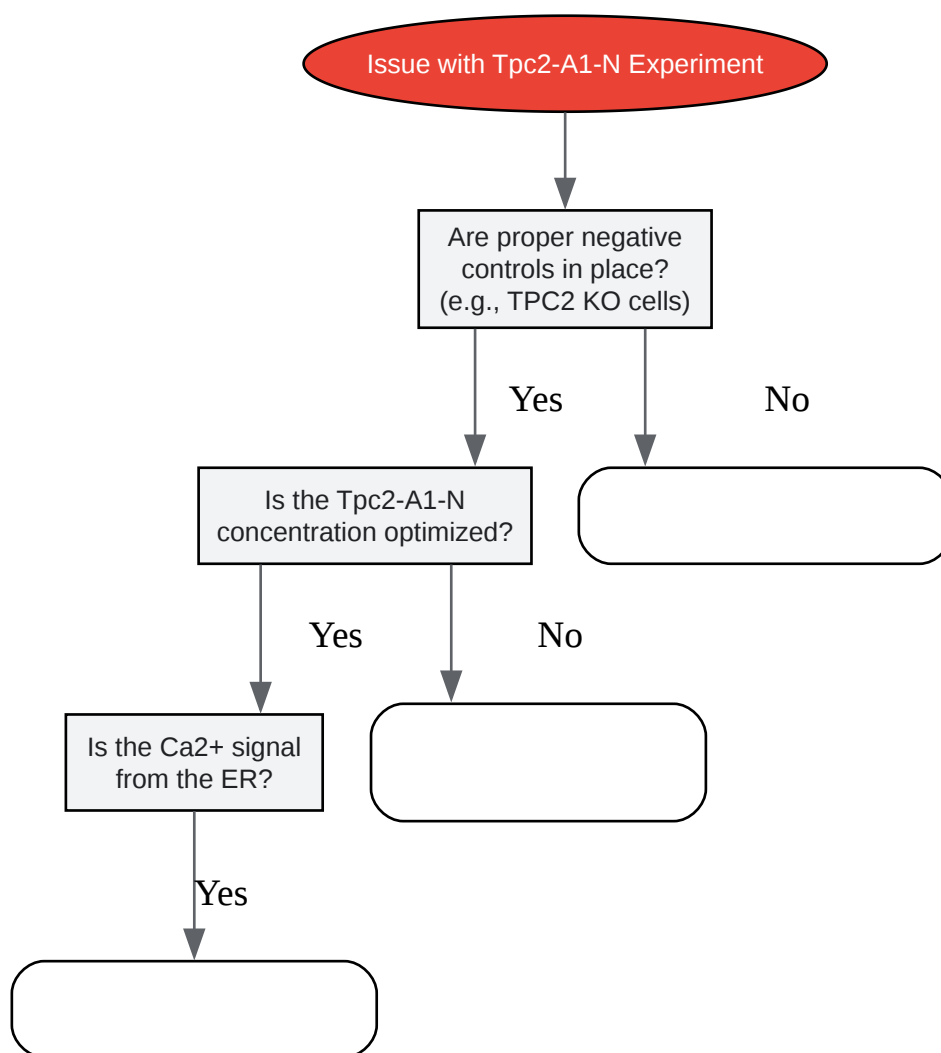 Issue with Tpc2-A1-N Experiment
Are proper negative
controls in place?
(e.g., TPC2 KO cells)
Yes
No
Is the Tpc2-A1-N
concentration optimized?
Yes
No
Is the Ca2+ signal
from the ER?
Yes